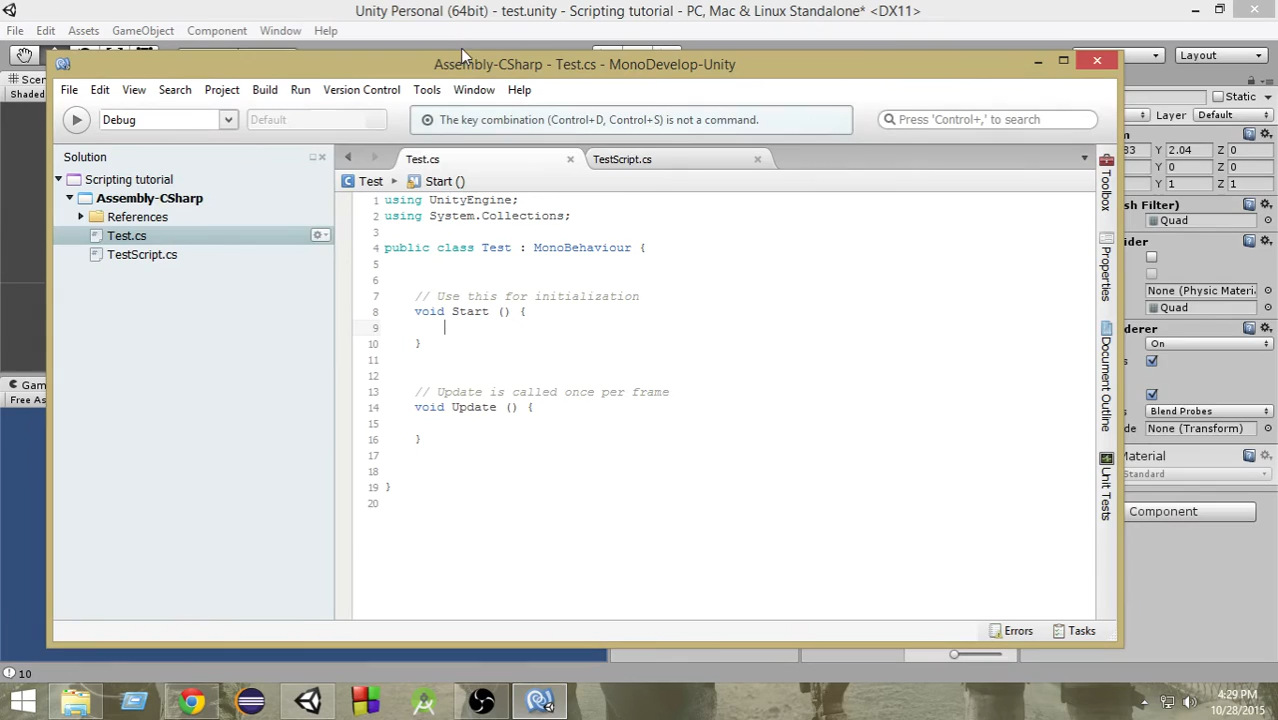 Unity Personal (64bit) - test.unity - Scripting tutorial - PC, Mac & Linux Standalone* <DX11>
File Edit Assets GameObject Component Window Help
Layout
Scen
Shaded
Static
Layer Default
Assembly-CSharp - Test.cs - MonoDevelop-Unity
File Edit View Search Project Build Run Version Control Tools Window Help
Debug Default The key combination (Control+D, Control+S) is not a command. Press 'Control+,' to search
Solution
Scripting tutorial
Assembly-CSharp
References
Test.cs
TestScript.cs
Test.cs TestScript.cs
Test Start ()
1 using UnityEngine;
2 using System.Collections;
3
4 public class Test : MonoBehaviour {
5
6
7 // Use this for initialization
8 void Start () {
9
10 }
11
12
13 // Update is called once per frame
14 void Update () {
15
16 }
17
18
19 }
20
Toolbox
Properties
Document Outline
Unit Tests
Errors Tasks
m
83 Y 2.04 Z 0
Y 0 Z 0
Y 1 Z 1
sh Filter)
Quad
ider
None (Physic Materi
Quad
derer
On
Blend Probes
de None (Transform)
Material
Standard
Component
Gam
Free As
10
4:29 PM
10/28/2015